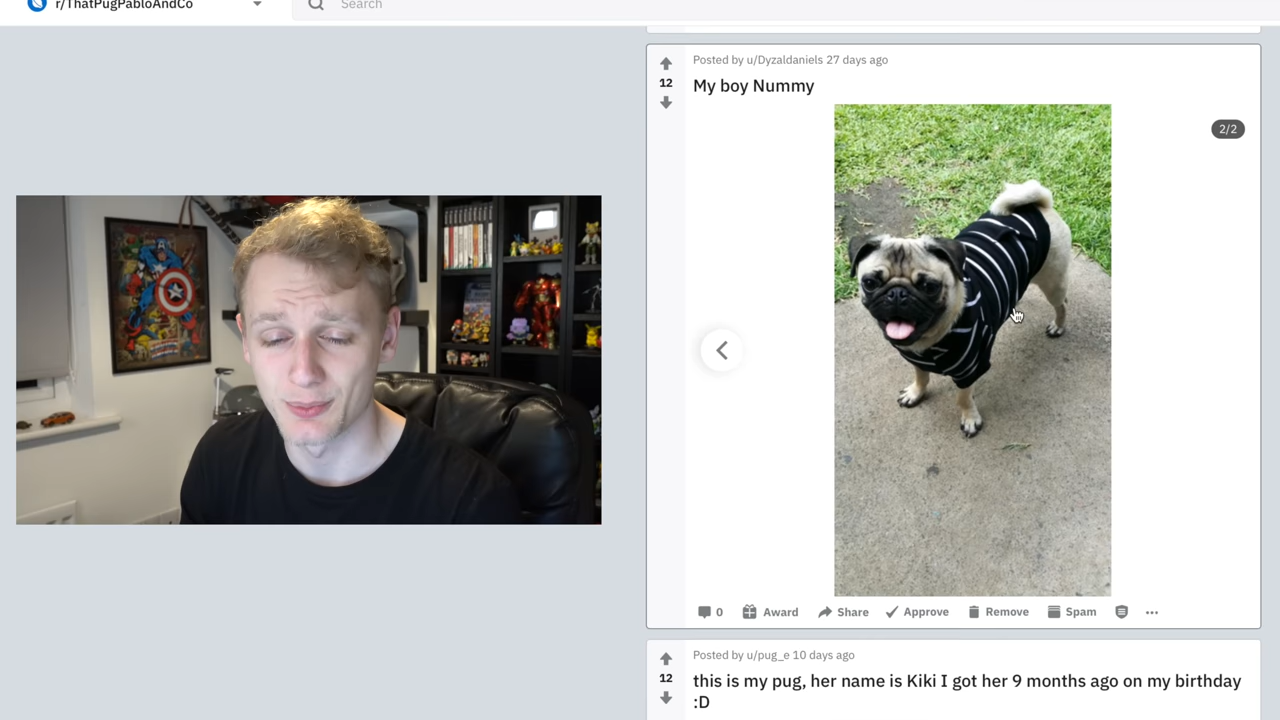 r/ThatPugPabloAndCo
Search
Posted by u/Dyzaldaniels 27 days ago
12
My boy Nummy
2/2
0 Award Share Approve Remove Spam
Posted by u/pug_e 10 days ago
12
this is my pug, her name is Kiki I got her 9 months ago on my birthday
:D